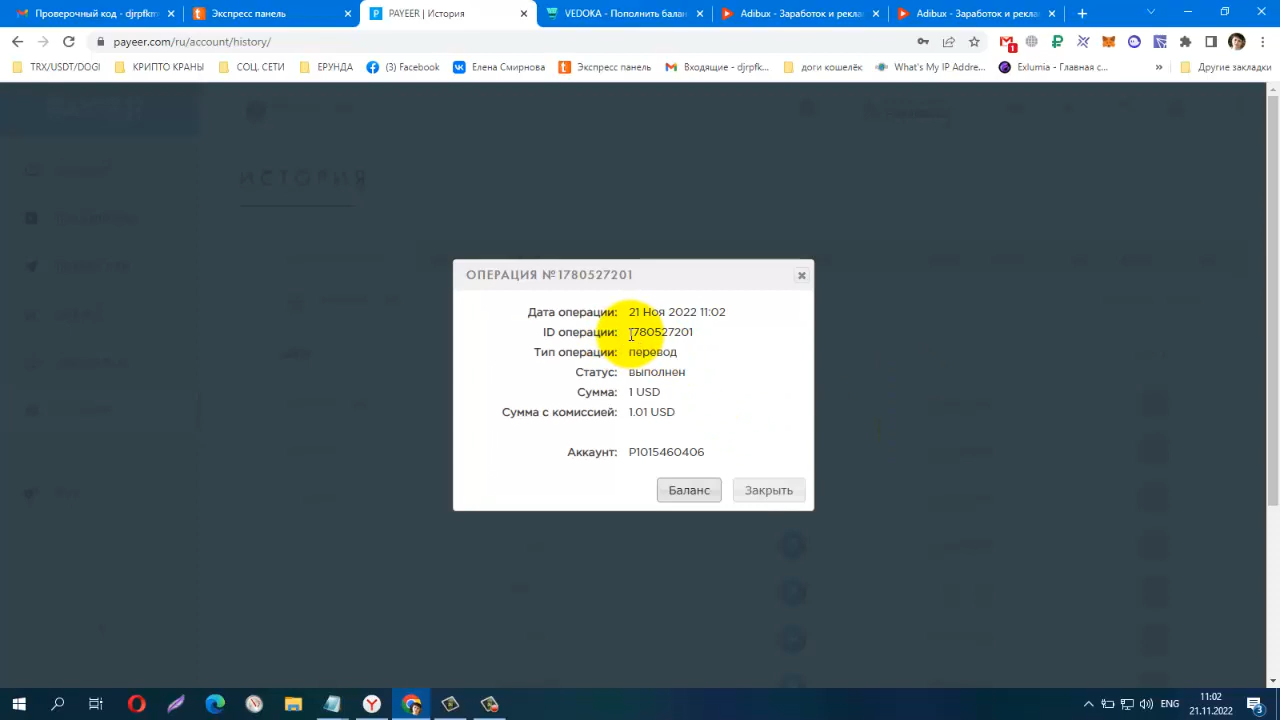 Проверочный код - djrpfkm
Экспресс панель
PAYEER | История
VEDOKA - Пополнить балан
Adibux - Заработок и рекла
Adibux - Заработок и рекла
payeer.com/ru/account/history/
1
TRX/USDT/DOGI
КРИПТО КРАНЫ
СОЦ. СЕТИ
ЕРУНДА
(3) Facebook
Елена Смирнова
Экспресс панель
Входящие - djrpfk...
доги кошелёк
What's My IP Addre...
Exlumia - Главная с...
»
Другие закладки
ИСТОРИЯ
ОПЕРАЦИЯ №1780527201
Дата операции: 21 Ноя 2022 11:02
ID операции: 1780527201
Тип операции: перевод
Статус: выполнен
Сумма: 1 USD
Сумма с комиссией: 1.01 USD
Аккаунт: P1015460406
Баланс
Закрыть
ENG
11:02
21.11.2022
3